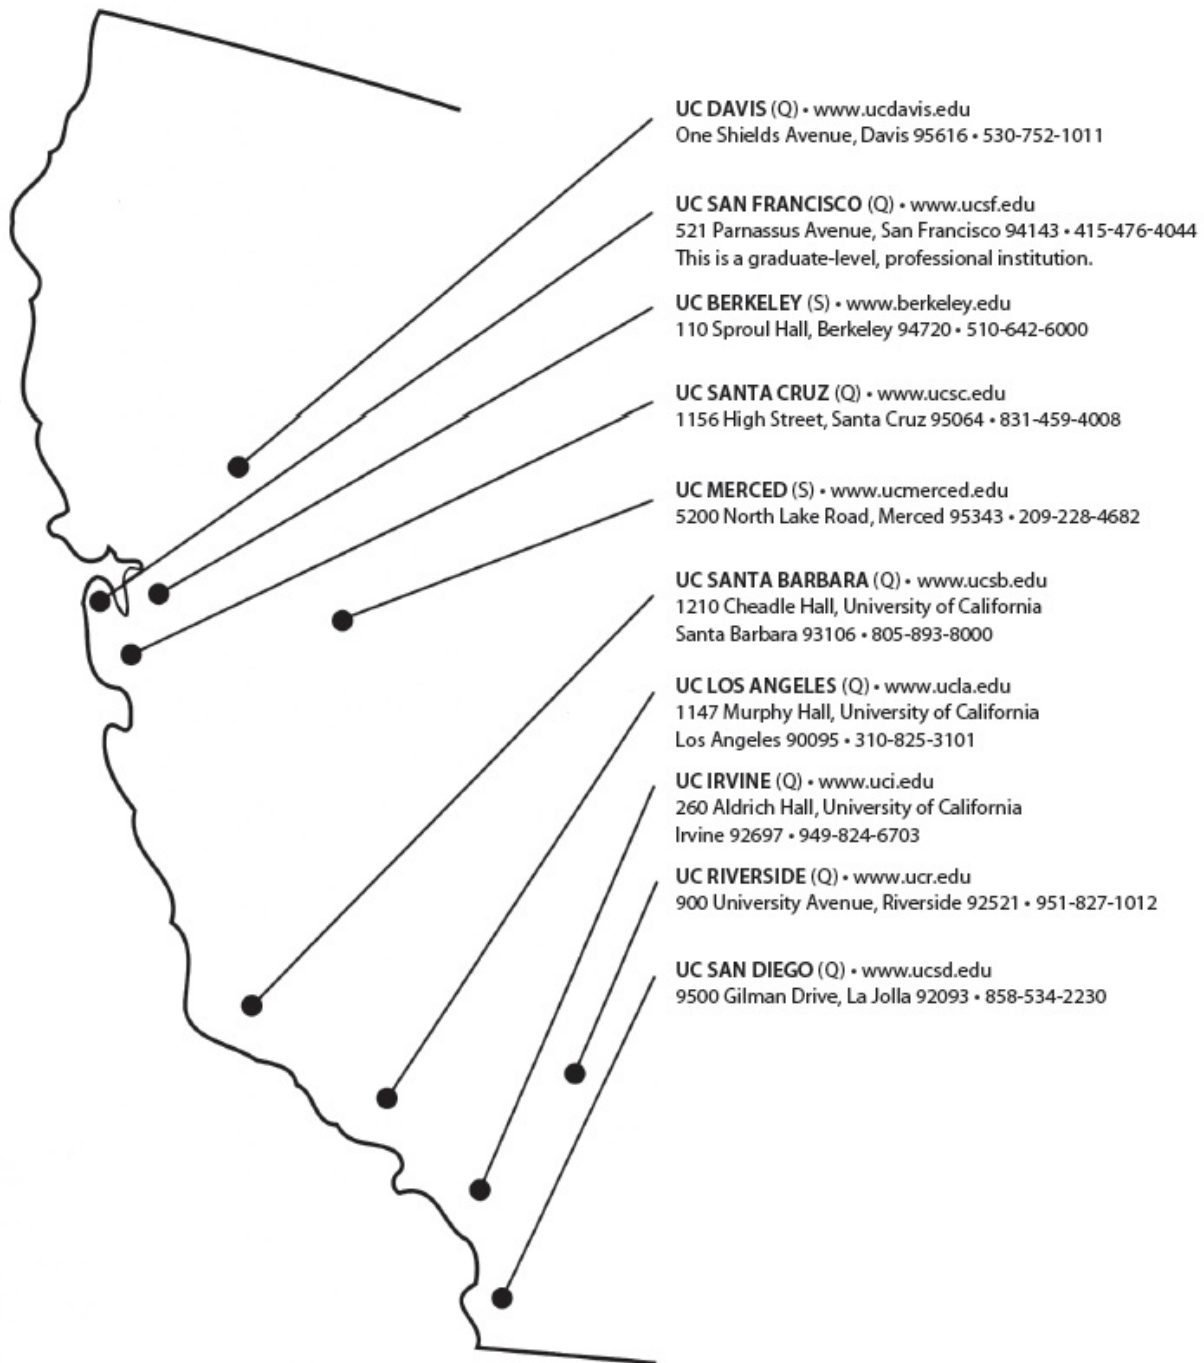 UC DAVIS (Q) • www.ucdavis.edu
One Shields Avenue, Davis 95616 • 530-752-1011
UC SAN FRANCISCO (Q) • www.ucsf.edu
521 Parnassus Avenue, San Francisco 94143 • 415-476-4044
This is a graduate-level, professional institution.
UC BERKELEY (S) • www.berkeley.edu
110 Sproul Hall, Berkeley 94720 • 510-642-6000
UC SANTA CRUZ (Q) • www.ucsc.edu
1156 High Street, Santa Cruz 95064 • 831-459-4008
UC MERCED (S) • www.ucmerced.edu
5200 North Lake Road, Merced 95343 • 209-228-4682
UC SANTA BARBARA (Q) • www.ucsb.edu
1210 Cheadle Hall, University of California
Santa Barbara 93106 • 805-893-8000
UC LOS ANGELES (Q) • www.ucla.edu
1147 Murphy Hall, University of California
Los Angeles 90095 • 310-825-3101
UC IRVINE (Q) • www.uci.edu
260 Aldrich Hall, University of California
Irvine 92697 • 949-824-6703
UC RIVERSIDE (Q) • www.ucr.edu
900 University Avenue, Riverside 92521 • 951-827-1012
UC SAN DIEGO (Q) • www.ucsd.edu
9500 Gilman Drive, La Jolla 92093 • 858-534-2230